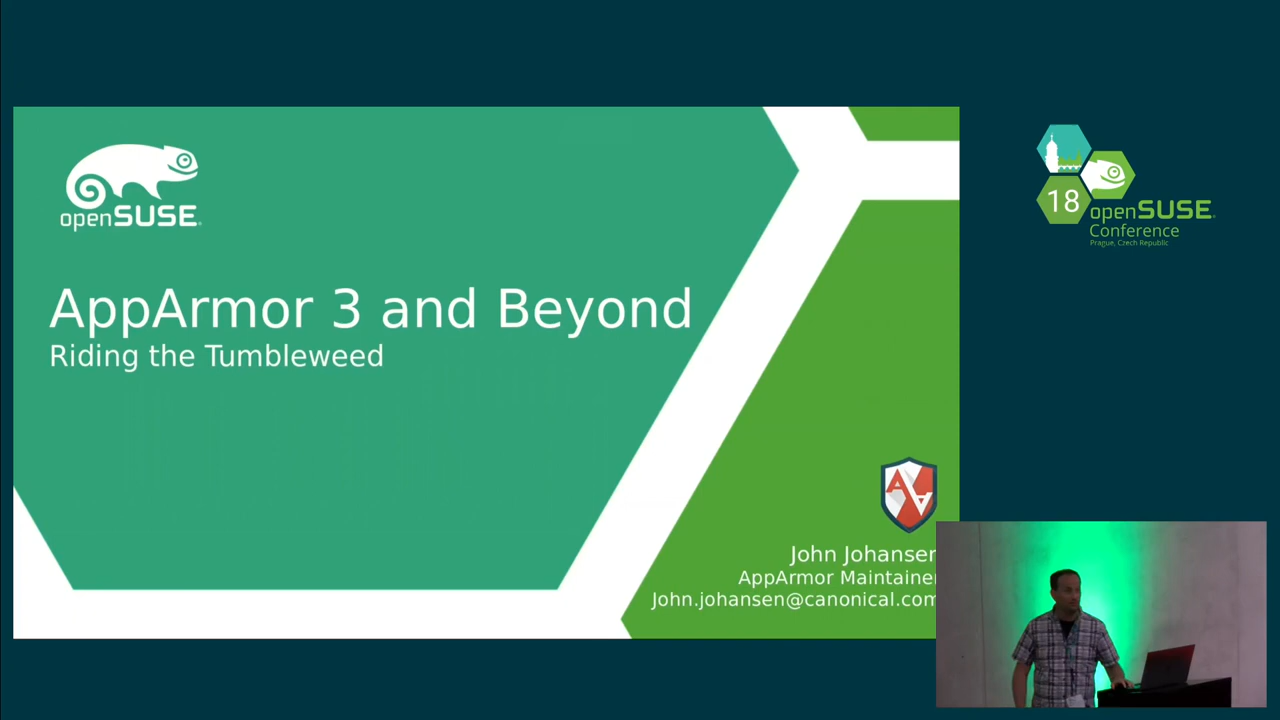 openSUSE
AppArmor 3 and Beyond
Riding the Tumbleweed
John Johansen
AppArmor Maintainer
John.johansen@canonical.com
18
openSUSE
Conference
Prague, Czech Republic